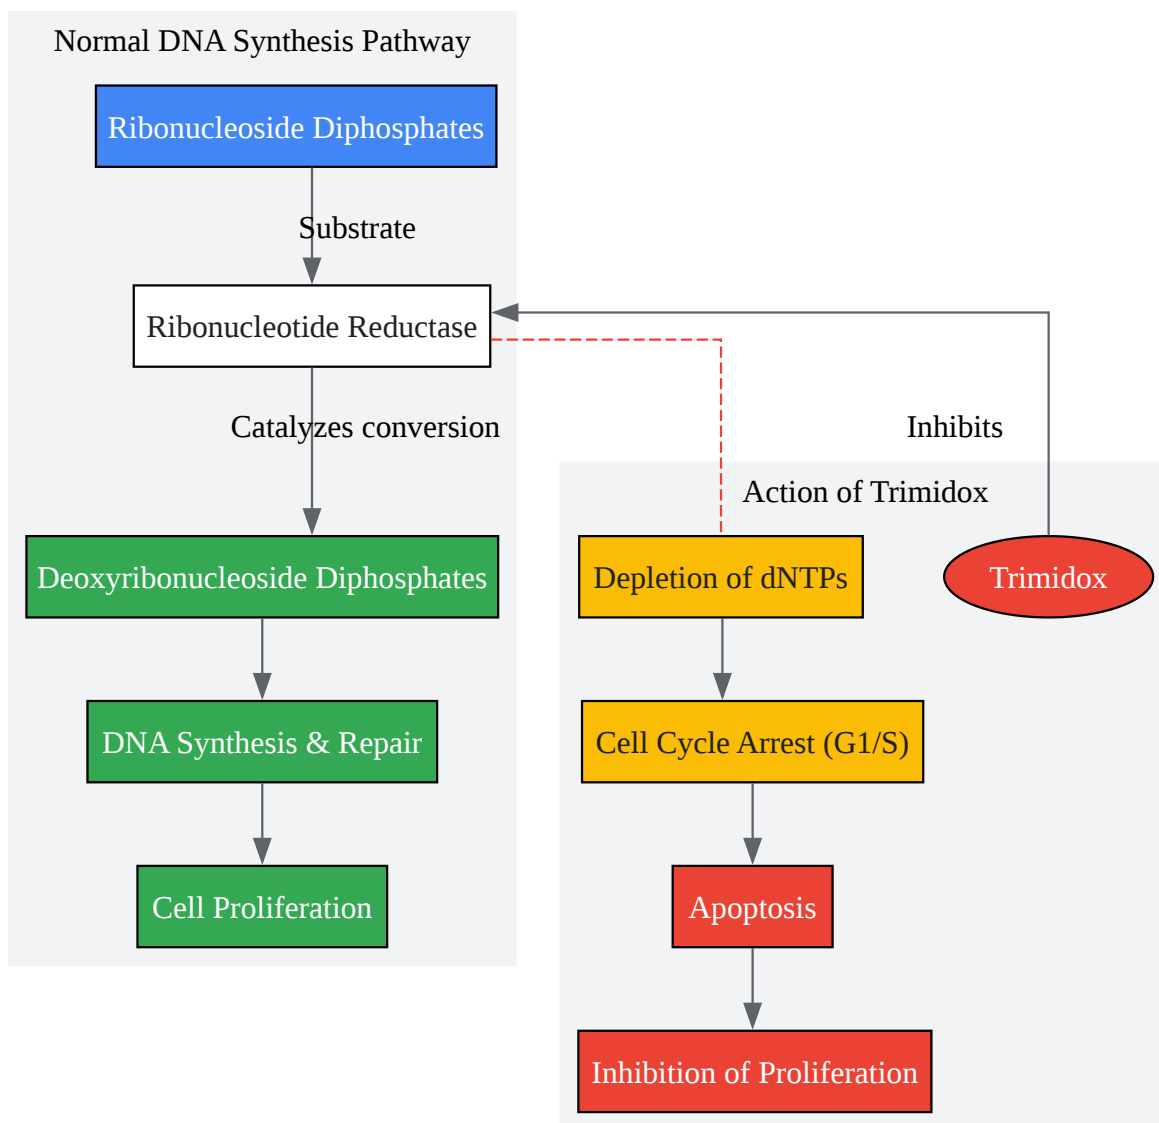 Normal DNA Synthesis Pathway
Ribonucleoside Diphosphates
Substrate
Ribonucleotide Reductase
Catalyzes conversion
Deoxyribonucleoside Diphosphates
DNA Synthesis & Repair
Cell Proliferation
Inhibits
Action of Trimidox
Depletion of dNTPs
Trimidox
Cell Cycle Arrest (G1/S)
Apoptosis
Inhibition of Proliferation